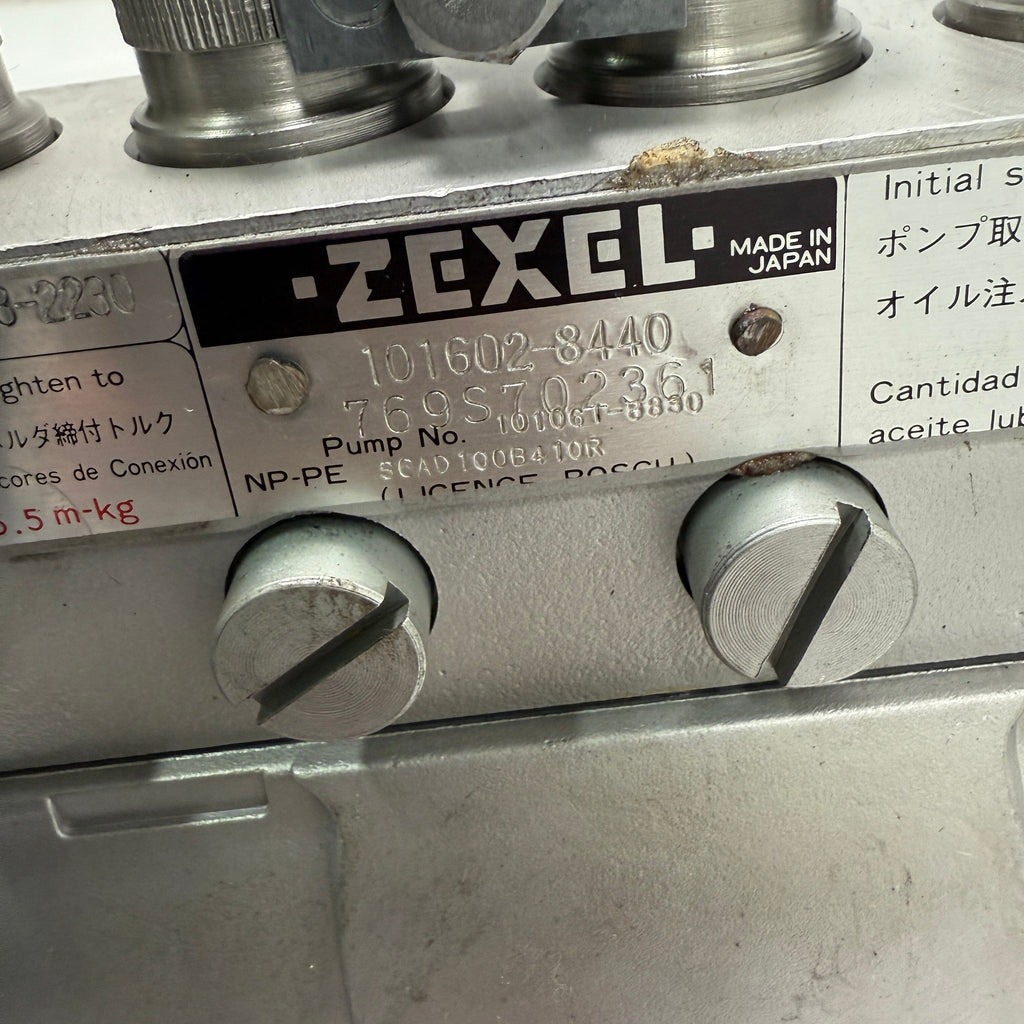 8-2230
ghten to
ルダ締付トルク
cores de Conexión
.5 m-kg
·ZEXEL·
MADE IN
JAPAN
101602-8440
769S702361
Pump No. 101061-8830
NP-PE
(LICENCE BOSCH)
Initial s
ポンプ取
オイル注
Cantidad
aceite lub